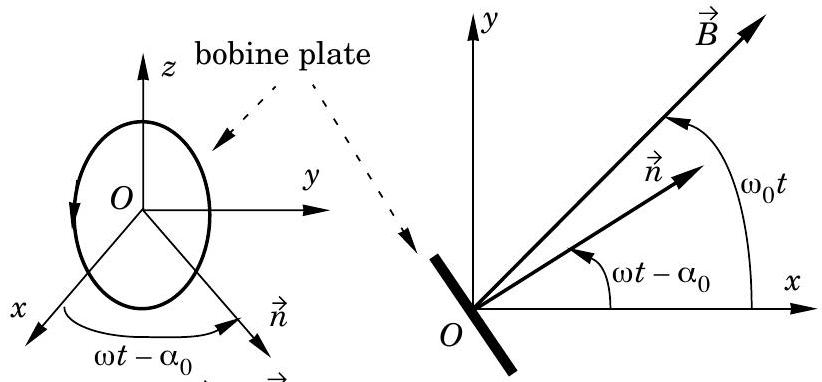 bobine plate
z
O
y
x
n⃗
ωt – α₀
y
B⃗
n⃗
ω₀t
ωt – α₀
x
O